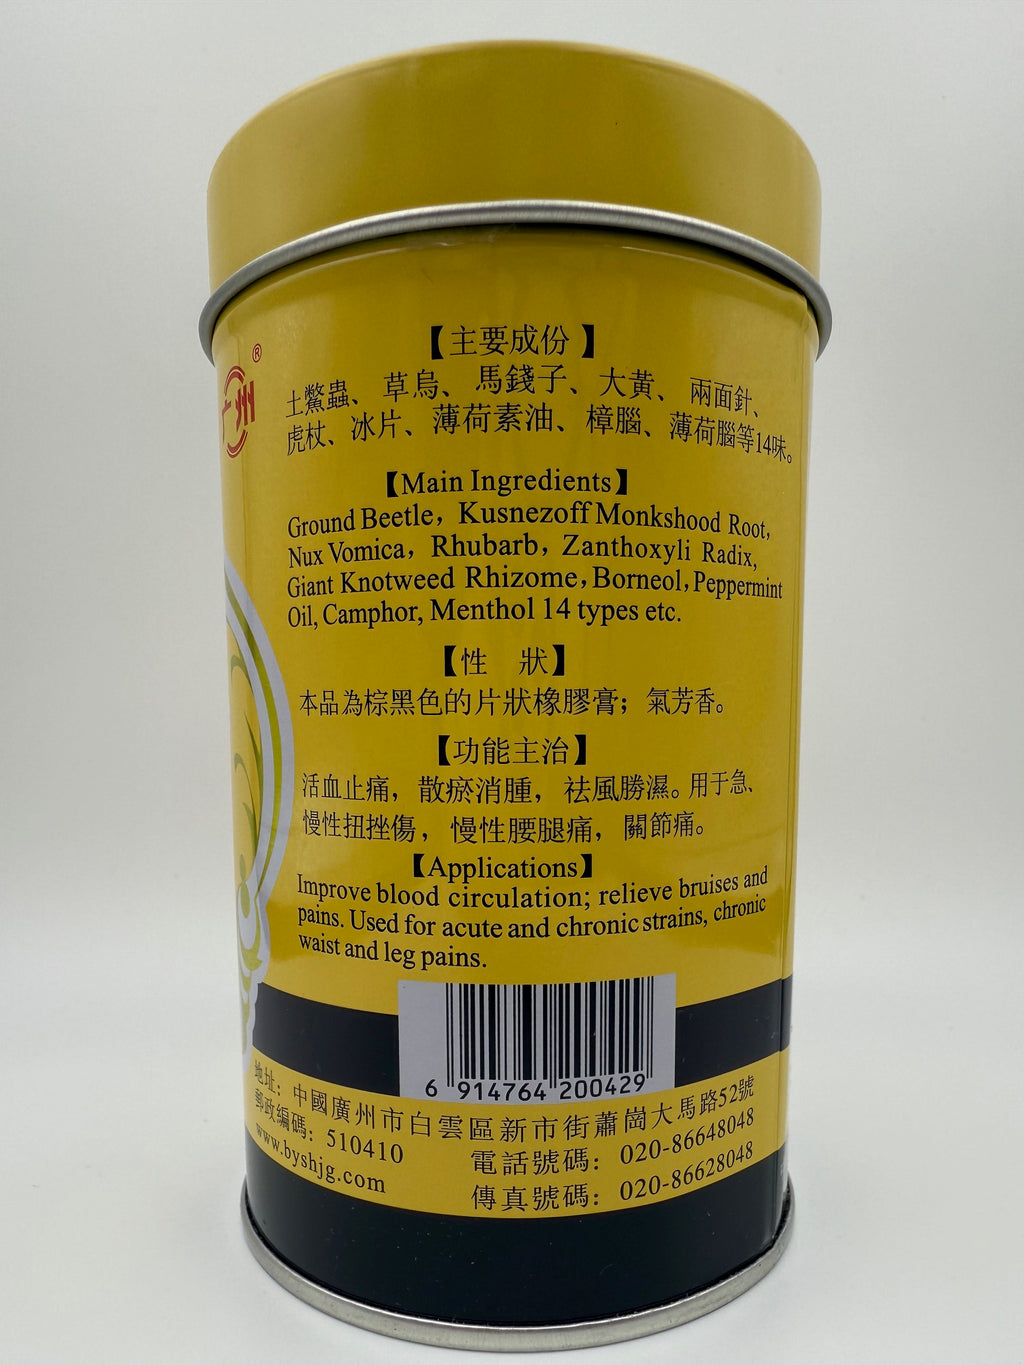 ®
广州
【主要成份】
土鱉蟲、草烏、馬錢子、大黃、兩面針、
虎杖、冰片、薄荷素油、樟腦、薄荷腦等14味。
【Main Ingredients】
Ground Beetle, Kusnezoff Monkshood Root,
Nux Vomica, Rhubarb, Zanthoxyli Radix,
Giant Knotweed Rhizome, Borneol, Peppermint
Oil, Camphor, Menthol 14 types etc.
【性 狀】
本品為棕黑色的片狀橡膠膏；氣芳香。
【功能主治】
活血止痛，散瘀消腫，祛風勝濕。用于急、
慢性扭挫傷，慢性腰腿痛，關節痛。
【Applications】
Improve blood circulation; relieve bruises and
pains. Used for acute and chronic strains, chronic
waist and leg pains.
6 914764 200429
地址：中國廣州市白雲區新市街蕭崗大馬路52號
郵政編碼：510410
電話號碼：020-86648048
www.byshjg.com
傳真號碼：020-86628048